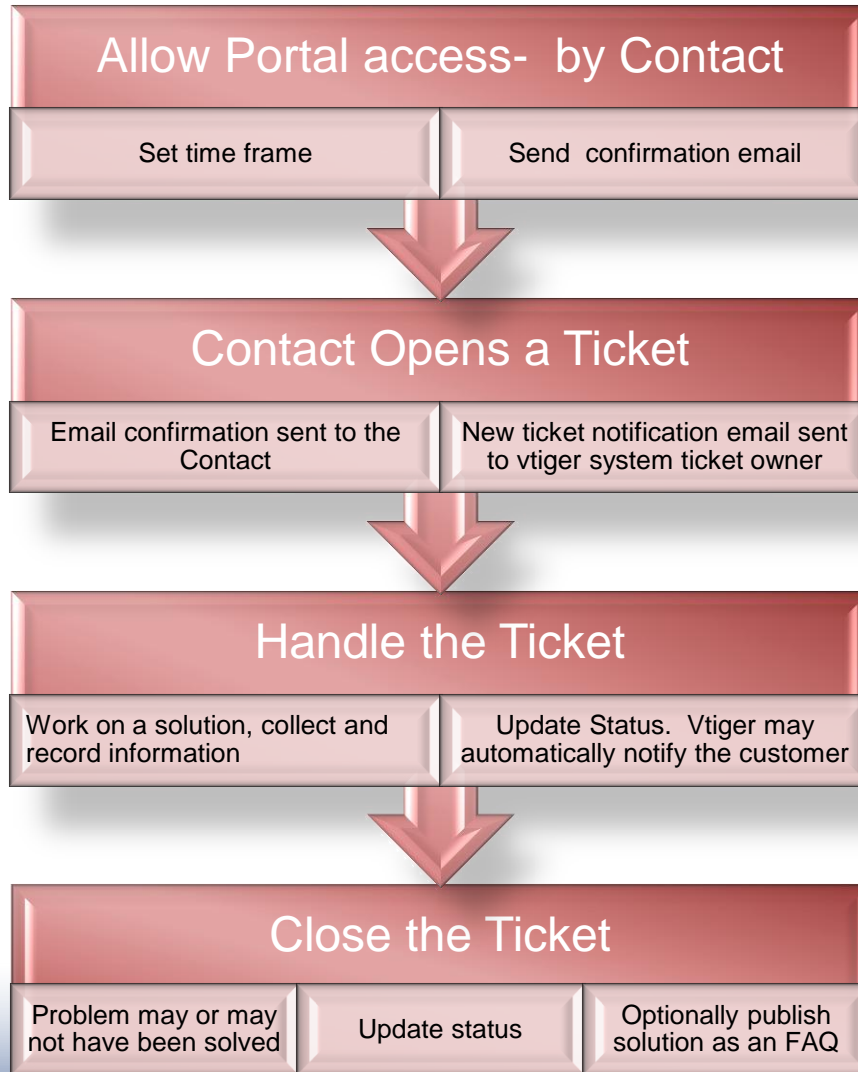 Allow Portal access-  by Contact
Set time frame
Send  confirmation email
Contact Opens a Ticket
Email confirmation sent to the
Contact
New ticket notification email sent
to vtiger system ticket owner
Handle the Ticket
Work on a solution, collect and
record information
Update Status.  Vtiger may
automatically notify the customer
Close the Ticket
Problem may or may
not have been solved
Update status
Optionally publish
solution as an FAQ